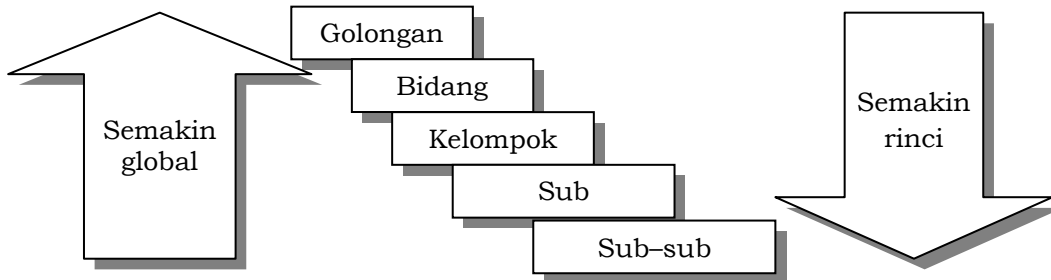 Golongan
Bidang
Kelompok
Sub
Sub–sub
Semakin
global
Semakin
rinci